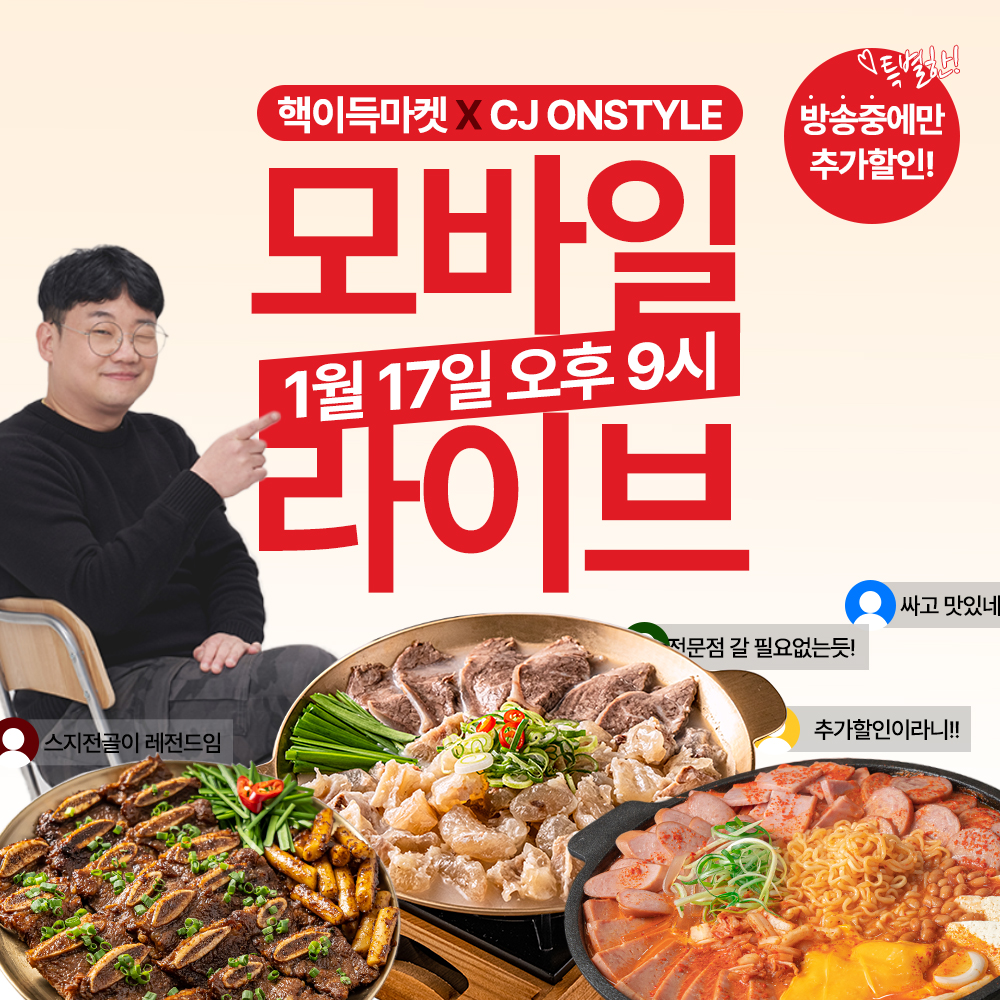 특별한!
방송중에만
추가할인!
핵이득마켓 X CJ ONSTYLE
모바일
1월 17일 오후 9시
라이브
싸고 맛있네
전문점 갈 필요없는듯!
추가할인이라니!!
스지전골이 레전드임